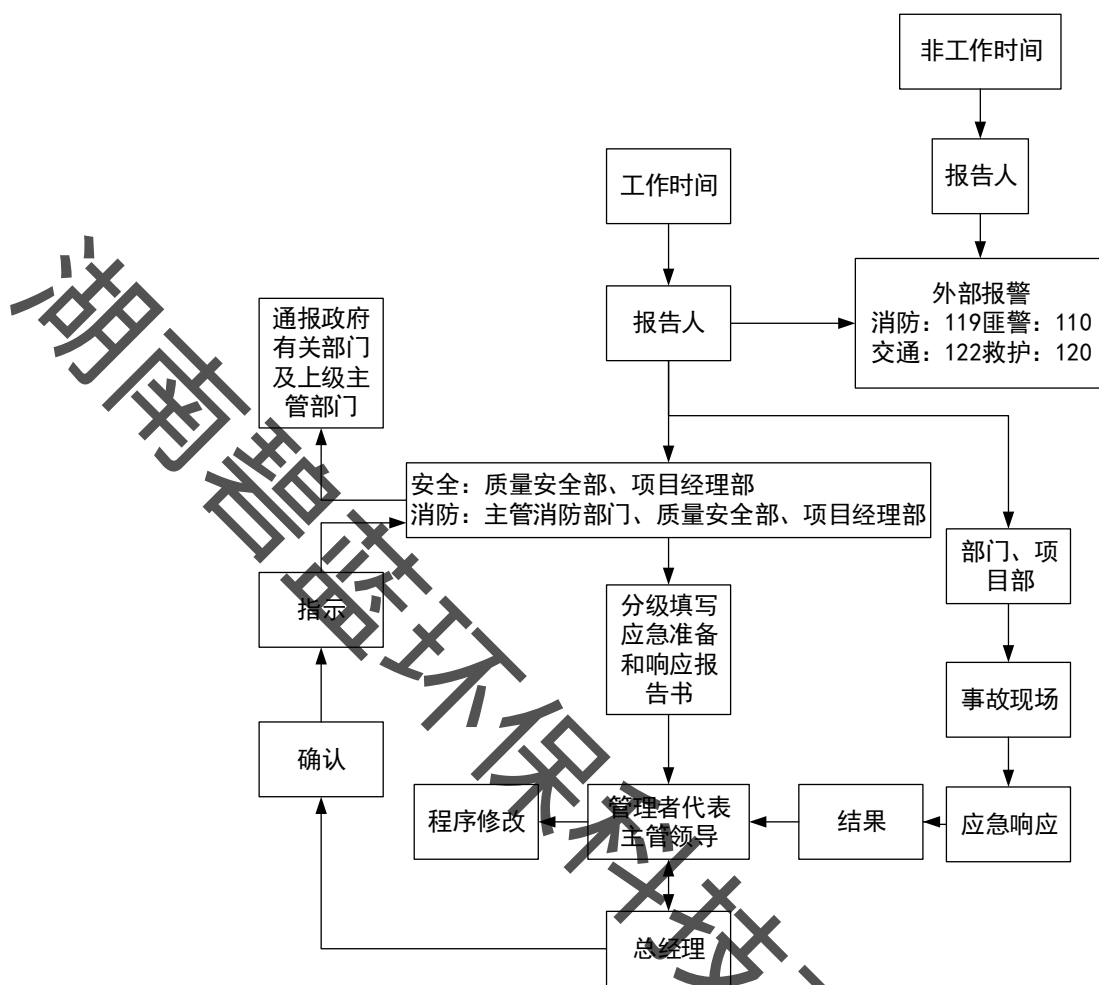 非工作时间
报告人
工作时间
报告人
外部报警
消防：119匪警：110
交通：122救护：120
通报政府
有关部门
及上级主
管部门
安全：质量安全部、项目经理部
消防：主管消防部门、质量安全部、项目经理部
部门、项
目部
指示
分级填写
应急准备
和响应报
告书
事故现场
确认
程序修改
管理者代表
主管领导
结果
应急响应
总经理
湖南碧蓝环保科技